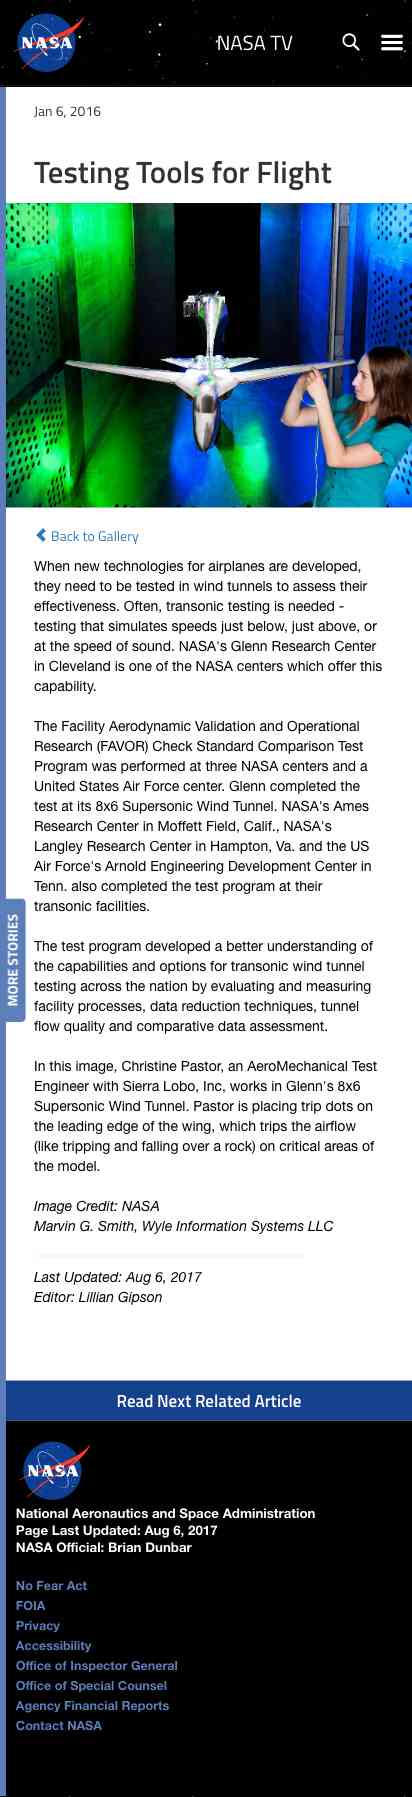 NASA
NASA TV
Jan 6, 2016
Testing Tools for Flight
Back to Gallery
When new technologies for airplanes are developed,
they need to be tested in wind tunnels to assess their
effectiveness. Often, transonic testing is needed -
testing that simulates speeds just below, just above, or
at the speed of sound. NASA's Glenn Research Center
in Cleveland is one of the NASA centers which offer this
capability.
The Facility Aerodynamic Validation and Operational
Research (FAVOR) Check Standard Comparison Test
Program was performed at three NASA centers and a
United States Air Force center. Glenn completed the
test at its 8x6 Supersonic Wind Tunnel. NASA's Ames
Research Center in Moffett Field, Calif., NASA's
Langley Research Center in Hampton, Va. and the US
Air Force's Arnold Engineering Development Center in
Tenn. also completed the test program at their
transonic facilities.
MORE STORIES
The test program developed a better understanding of
the capabilities and options for transonic wind tunnel
testing across the nation by evaluating and measuring
facility processes, data reduction techniques, tunnel
flow quality and comparative data assessment.
In this image, Christine Pastor, an AeroMechanical Test
Engineer with Sierra Lobo, Inc, works in Glenn's 8x6
Supersonic Wind Tunnel. Pastor is placing trip dots on
the leading edge of the wing, which trips the airflow
(like tripping and falling over a rock) on critical areas of
the model.
Image Credit: NASA
Marvin G. Smith, Wyle Information Systems LLC
Last Updated: Aug 6, 2017
Editor: Lillian Gipson
Read Next Related Article
NASA
National Aeronautics and Space Administration
Page Last Updated: Aug 6, 2017
NASA Official: Brian Dunbar
No Fear Act
FOIA
Privacy
Accessibility
Office of Inspector General
Office of Special Counsel
Agency Financial Reports
Contact NASA